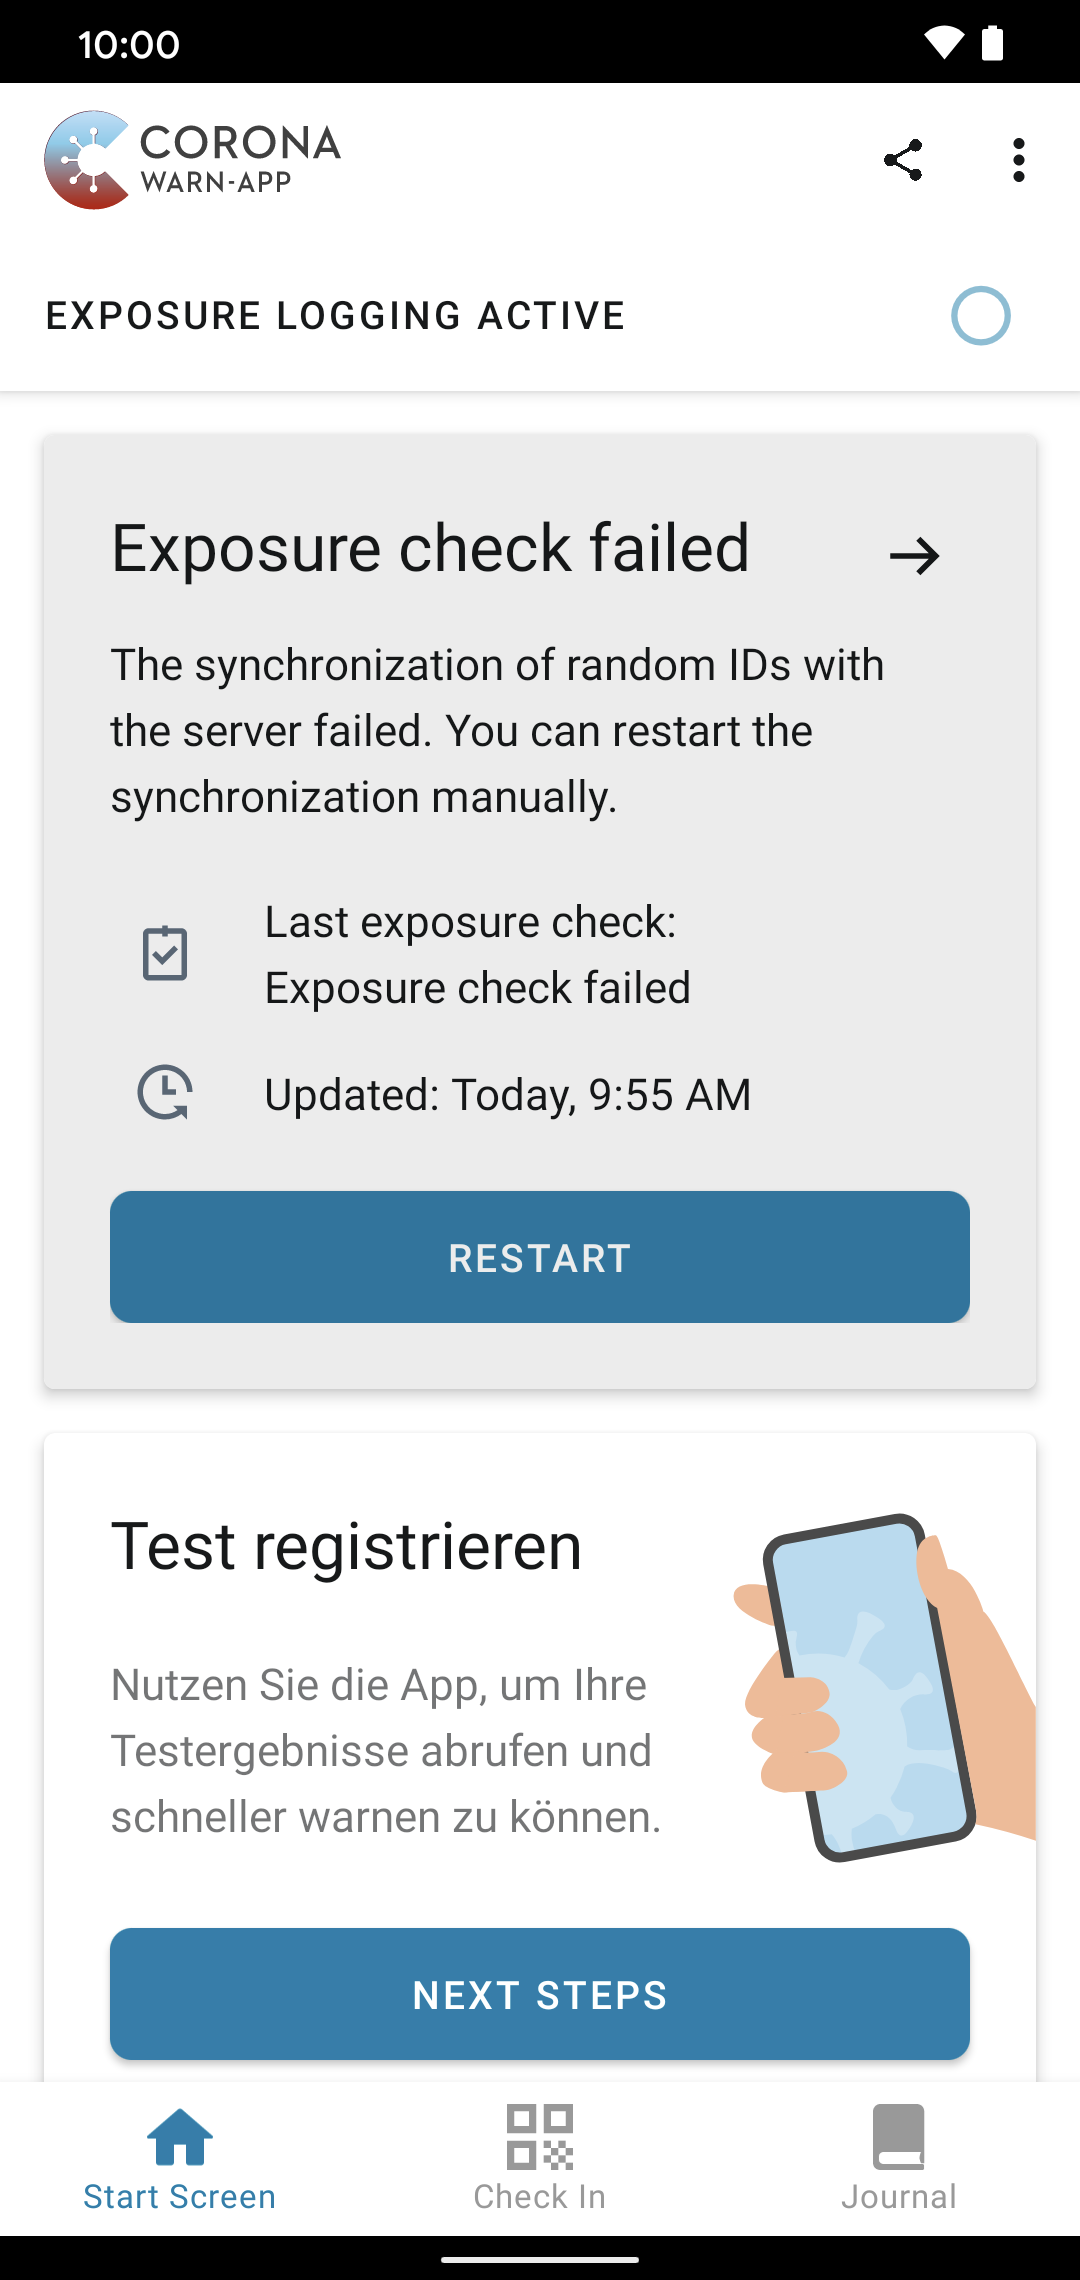 10:00
CORONA
WARN-APP
EXPOSURE LOGGING ACTIVE
Exposure check failed
The synchronization of random IDs with
the server failed. You can restart the
synchronization manually.
Last exposure check:
Exposure check failed
Updated: Today, 9:55 AM
RESTART
Test registrieren
Nutzen Sie die App, um Ihre
Testergebnisse abrufen und
schneller warnen zu können.
NEXT STEPS
Start Screen
Check In
Journal